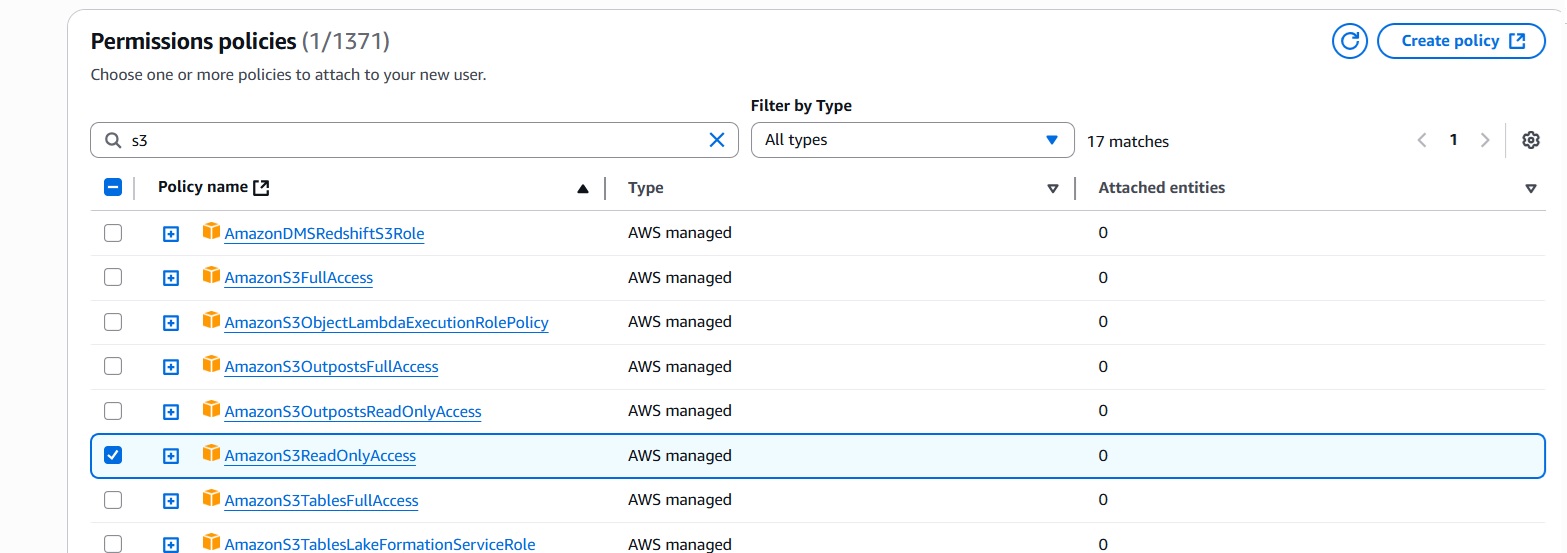 Permissions policies (1/1371)
Create policy
Choose one or more policies to attach to your new user.
Filter by Type
s3
All types
17 matches
1
Policy name
Type
Attached entities
AmazonDMSRedshiftS3Role AWS managed 0
AmazonS3FullAccess AWS managed 0
AmazonS3ObjectLambdaExecutionRolePolicy AWS managed 0
AmazonS3OutpostsFullAccess AWS managed 0
AmazonS3OutpostsReadOnlyAccess AWS managed 0
AmazonS3ReadOnlyAccess AWS managed 0
AmazonS3TablesFullAccess AWS managed 0
AmazonS3TablesLakeFormationServiceRole AWS managed 0